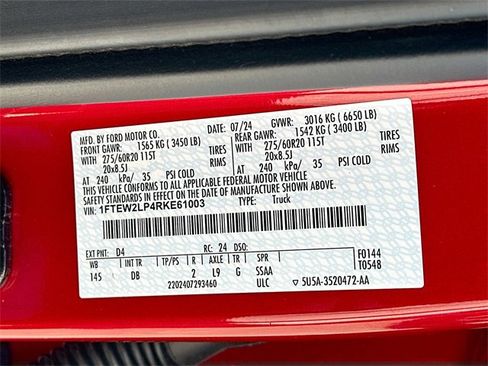 MFD. BY FORD MOTOR CO.
DATE: 07/24 GVWR: 3016 KG ( 6650 LB)
FRONT GAWR: 1565 KG ( 3450 LB) REAR GAWR: 1542 KG ( 3400 LB)
WITH 275/60R20 115T TIRES WITH 275/60R20 115T TIRES
20x8.5J RIMS 20x8.5J RIMS
AT 240 kPa/ 35 PSI COLD AT 240 kPa/ 35 PSI COLD
THIS VEHICLE CONFORMS TO ALL APPLICABLE FEDERAL MOTOR VEHICLE
SAFETY STANDARDS IN EFFECT ON THE DATE OF MANUFACTURE SHOWN ABOVE.
VIN: 1FTEW2LP4RKE61003 TYPE: Truck
EXT PNT: D4 RC: 24 DSO: F0144
WB INT TR TP/PS R AXLE TR SPR T0548
145 DB 2 L9 G SSAA
2202407293460 ULC ▽ 5U5A-3520472-AA